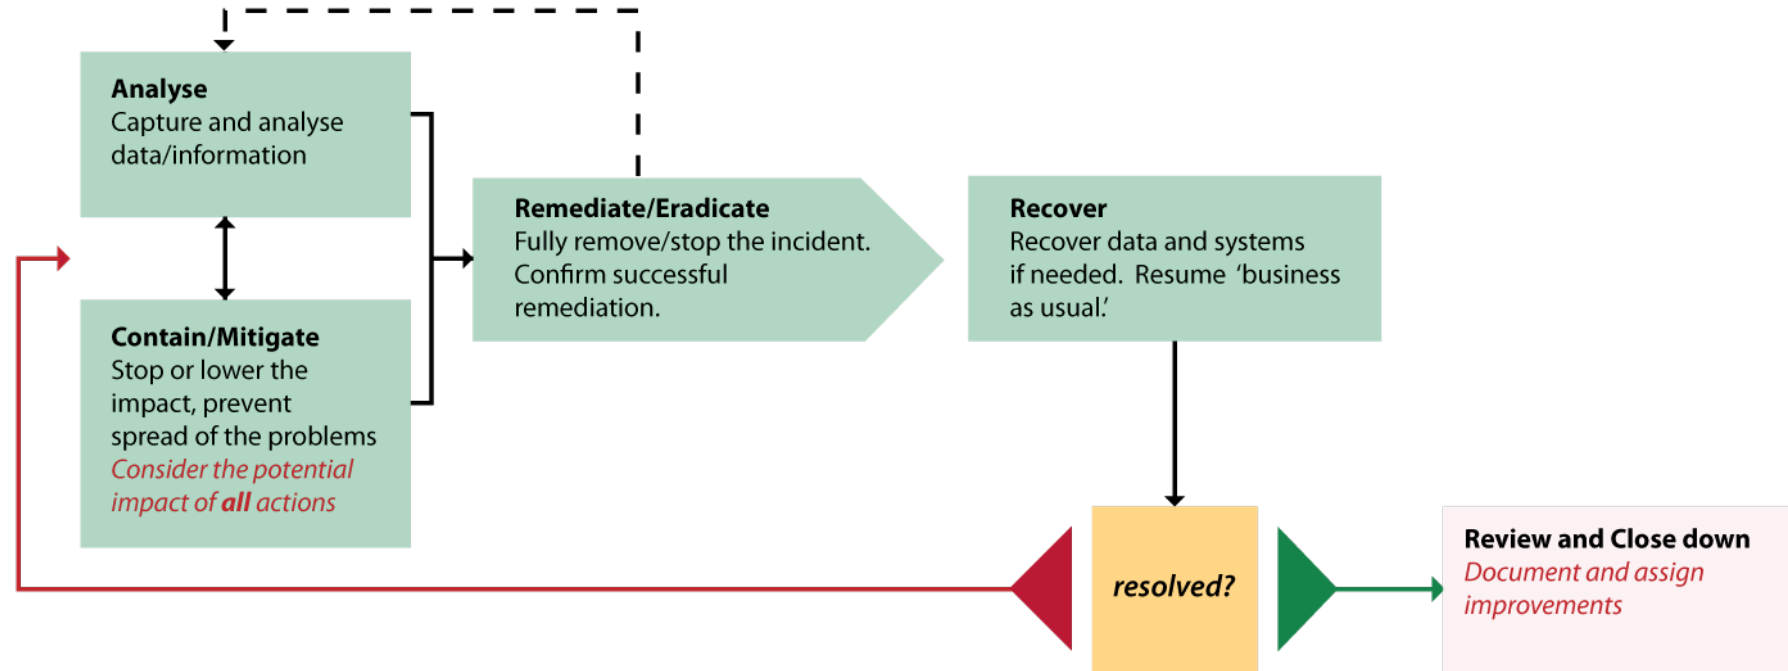 Analyse
Capture and analyse
data/information
Contain/Mitigate
Stop or lower the
impact, prevent
spread of the problems
Consider the potential
impact of all actions
Remediate/Eradicate
Fully remove/stop the incident.
Confirm successful
remediation.
Recover
Recover data and systems
if needed.  Resume  ‘business
as usual.’
resolved?
Review and Close down
Document and assign
improvements